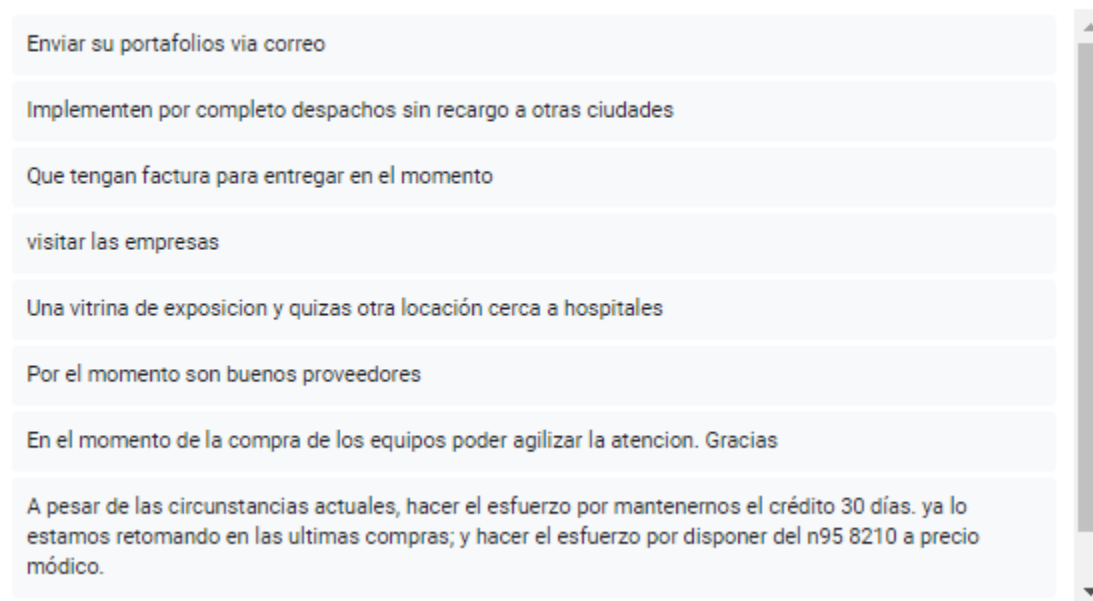 Enviar su portafolios via correo
Implementen por completo despachos sin recargo a otras ciudades
Que tengan factura para entregar en el momento
visitar las empresas
Una vitrina de exposicion y quizas otra locación cerca a hospitales
Por el momento son buenos proveedores
En el momento de la compra de los equipos poder agilizar la atencion. Gracias
A pesar de las circunstancias actuales, hacer el esfuerzo por mantenernos el crédito 30 días. ya lo
estamos retomando en las ultimas compras; y hacer el esfuerzo por disponer del n95 8210 a precio
módico.